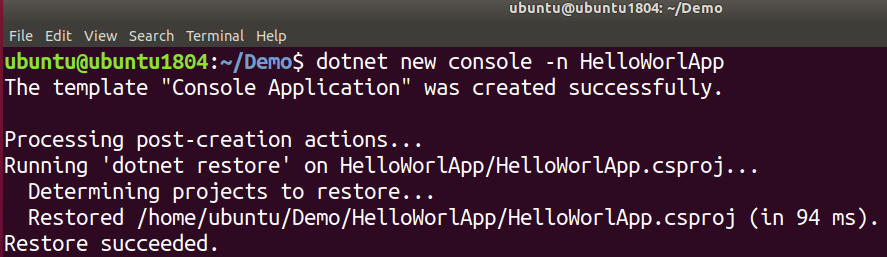 ubuntu@ubuntu1804: ~/Demo
File Edit View Search Terminal Help
ubuntu@ubuntu1804:~/Demo$ dotnet new console -n HelloWorlApp
The template "Console Application" was created successfully.
Processing post-creation actions...
Running 'dotnet restore' on HelloWorlApp/HelloWorlApp.csproj...
Determining projects to restore...
Restored /home/ubuntu/Demo/HelloWorlApp/HelloWorlApp.csproj (in 94 ms).
Restore succeeded.